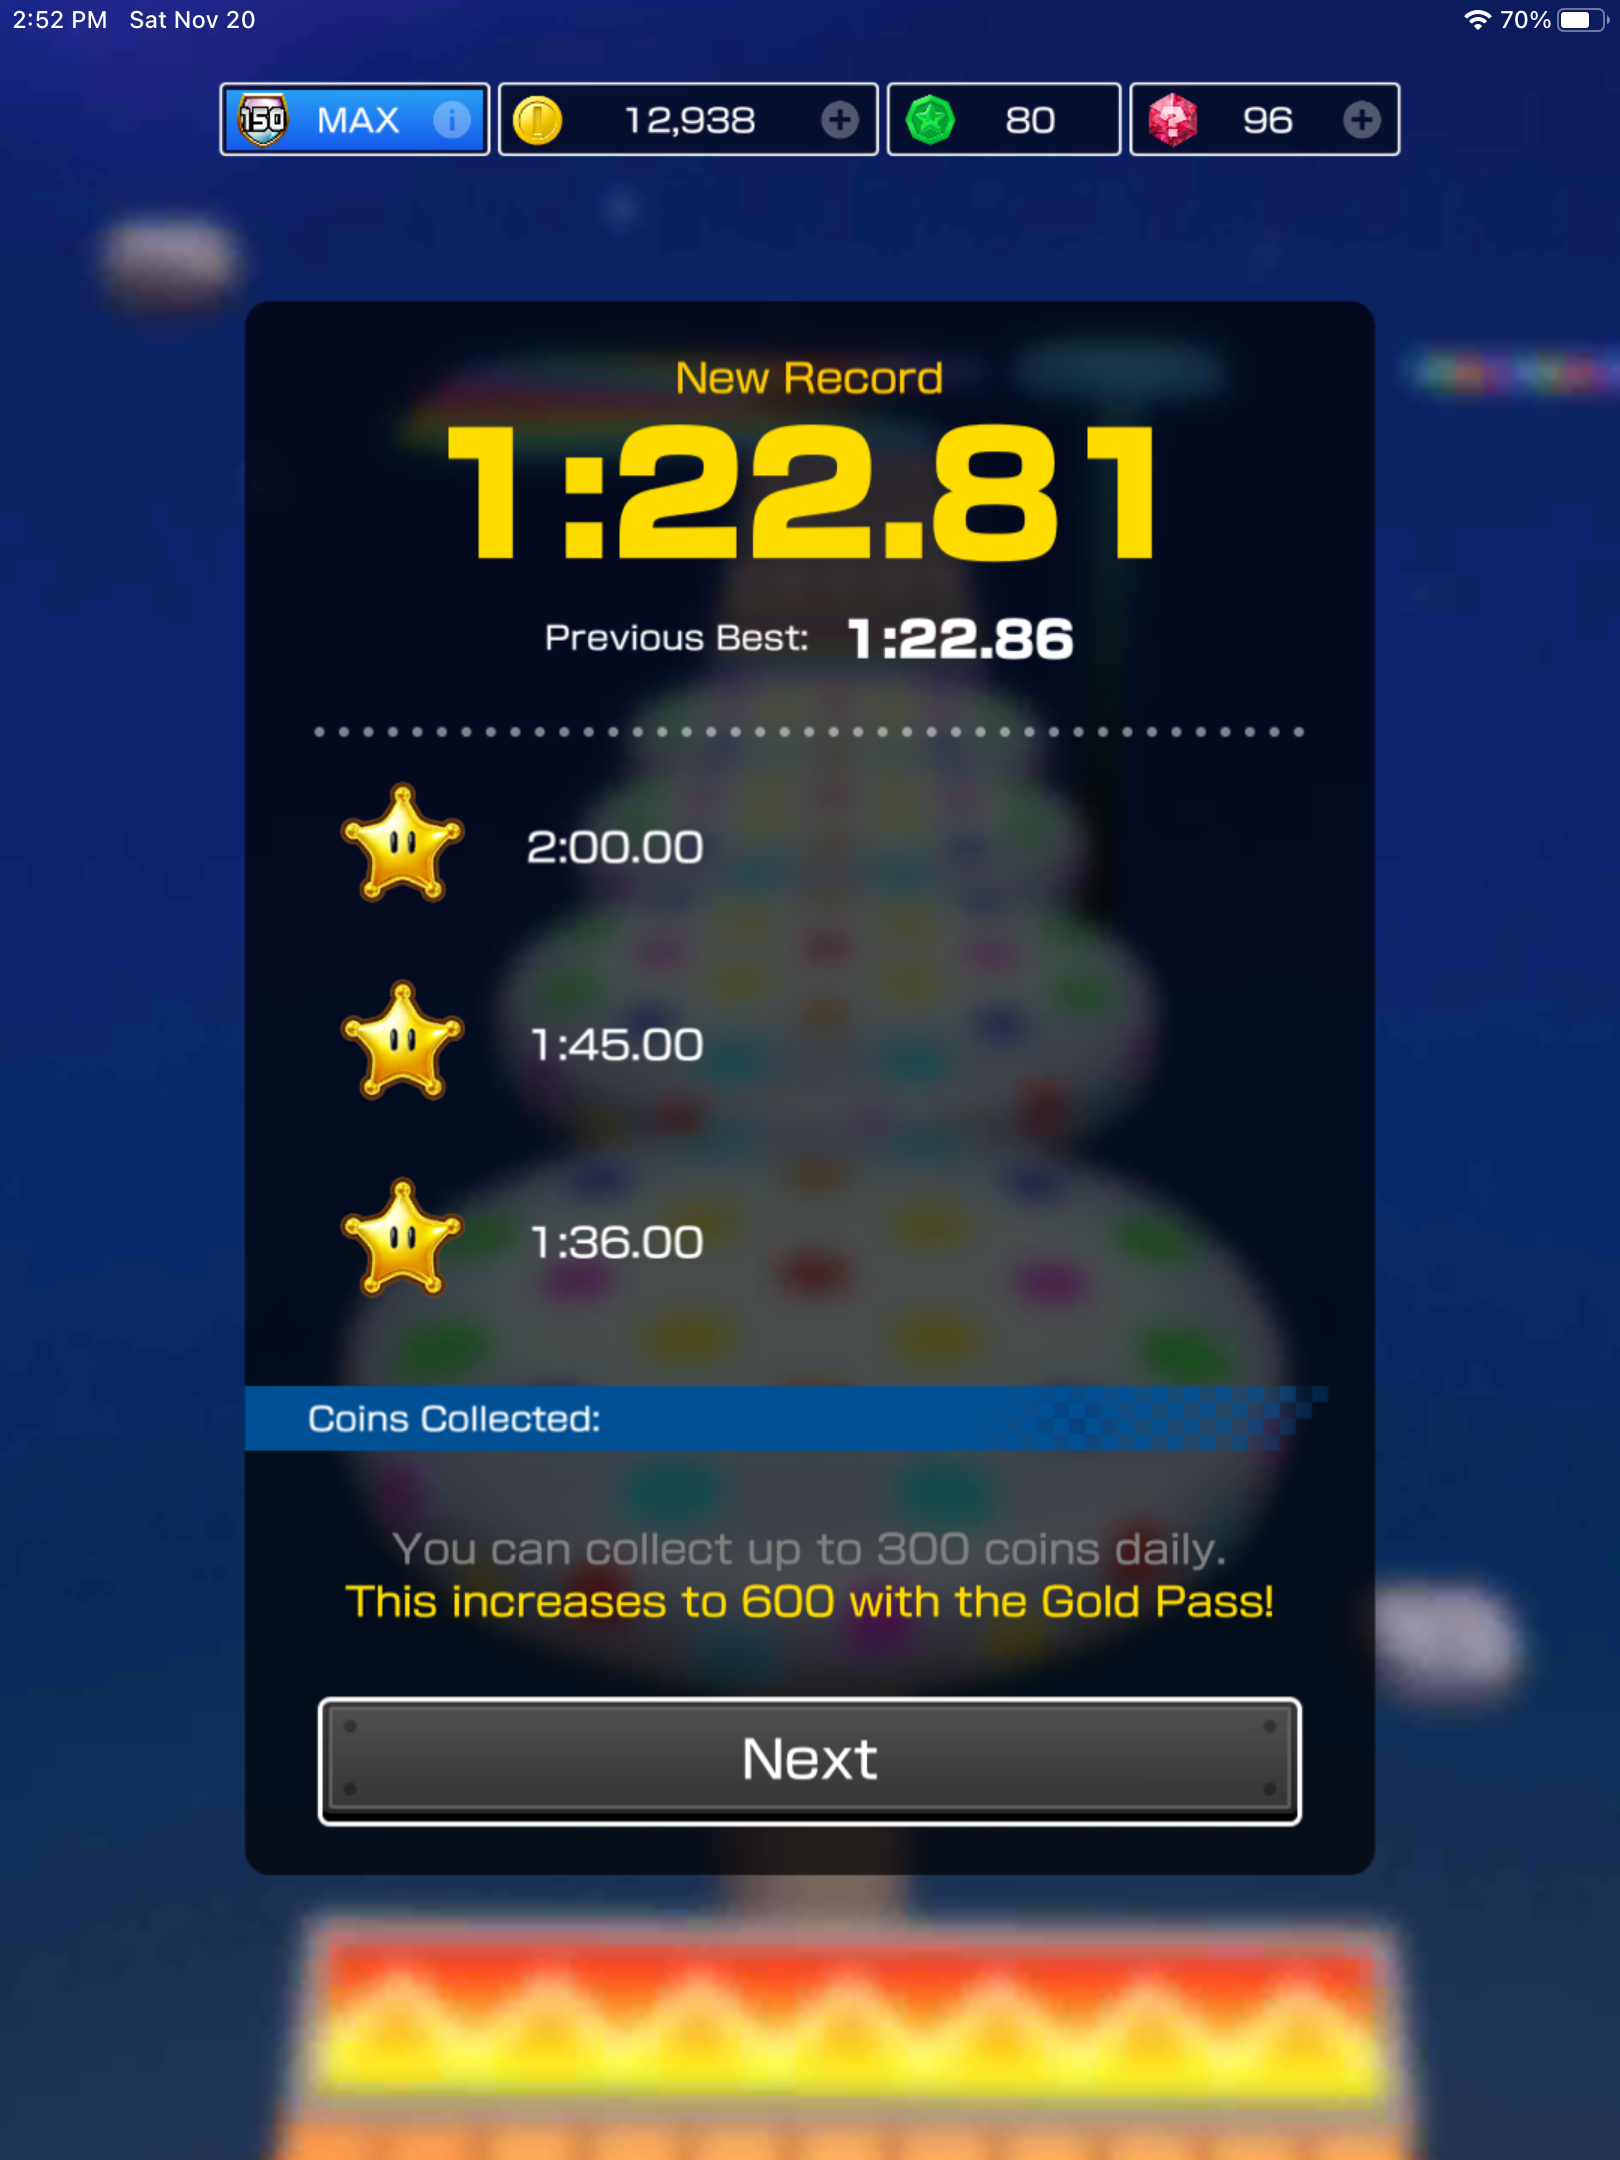 2:52 PM Sat Nov 20
70%
150 MAX i 12,938 + 80 ? 96 +
New Record
1:22.81
Previous Best: 1:22.86
2:00.00
1:45.00
1:36.00
Coins Collected:
You can collect up to 300 coins daily.
This increases to 600 with the Gold Pass!
Next